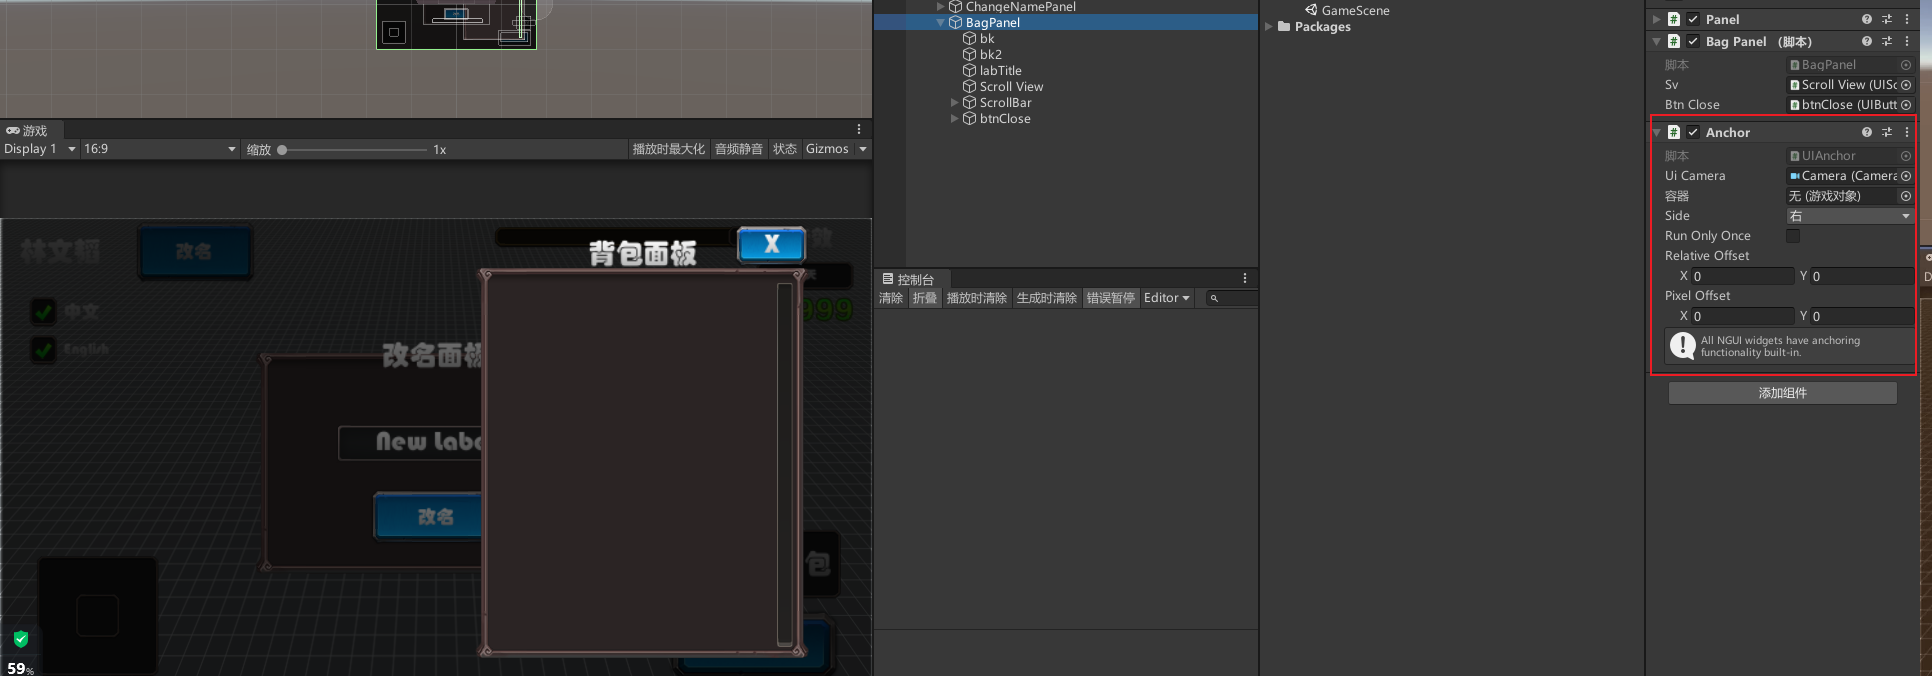 游戏
Display 1
16:9
缩放
1x
播放时最大化
音频静音
状态
Gizmos
林文韬
改名
中文
English
背包面板
X
999
改名面板
New Labe
改名
包
59%
ChangeNamePanel
BagPanel
bk
bk2
labTitle
Scroll View
ScrollBar
btnClose
控制台
清除
折叠
播放时清除
生成时清除
错误暂停
Editor
GameScene
Packages
Panel
Bag Panel （脚本）
脚本
BagPanel
Sv
Scroll View (UISc
Btn Close
btnClose (UIButt
Anchor
脚本
UIAnchor
Ui Camera
Camera (Camera
容器
无 (游戏对象)
Side
右
Run Only Once
Relative Offset
X 0
Y 0
Pixel Offset
X 0
Y 0
All NGUI widgets have anchoring
functionality built-in.
添加组件